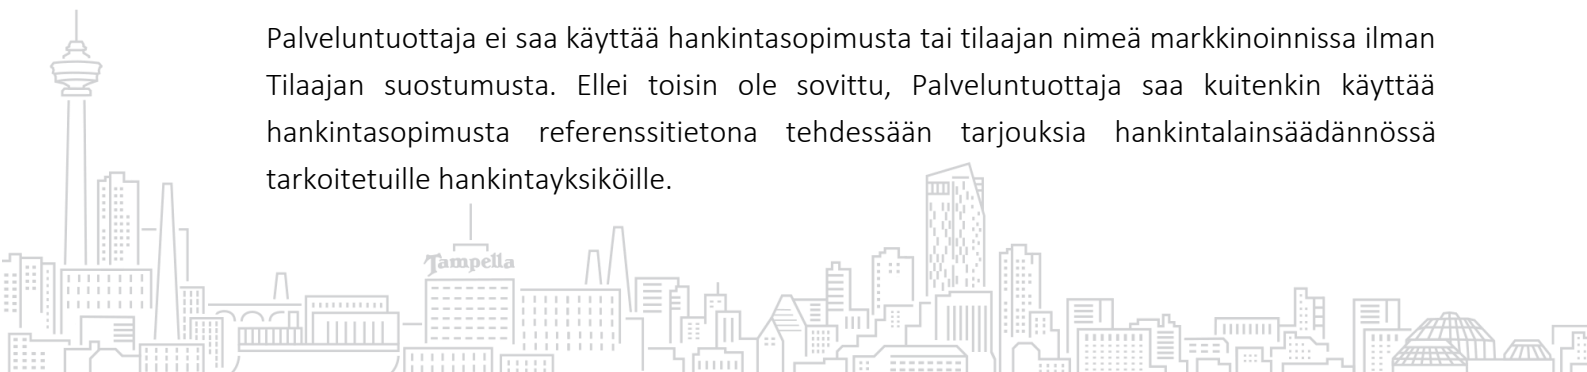 Palveluntuottaja ei saa käyttää hankintasopimusta tai tilaajan nimeä markkinoinnissa ilman
Tilaajan suostumusta. Ellei toisin ole sovittu, Palveluntuottaja saa kuitenkin käyttää
hankintasopimusta referenssitietona tehdessään tarjouksia hankintalainsäädännössä
tarkoitetuille hankintayksiköille.
Tampella